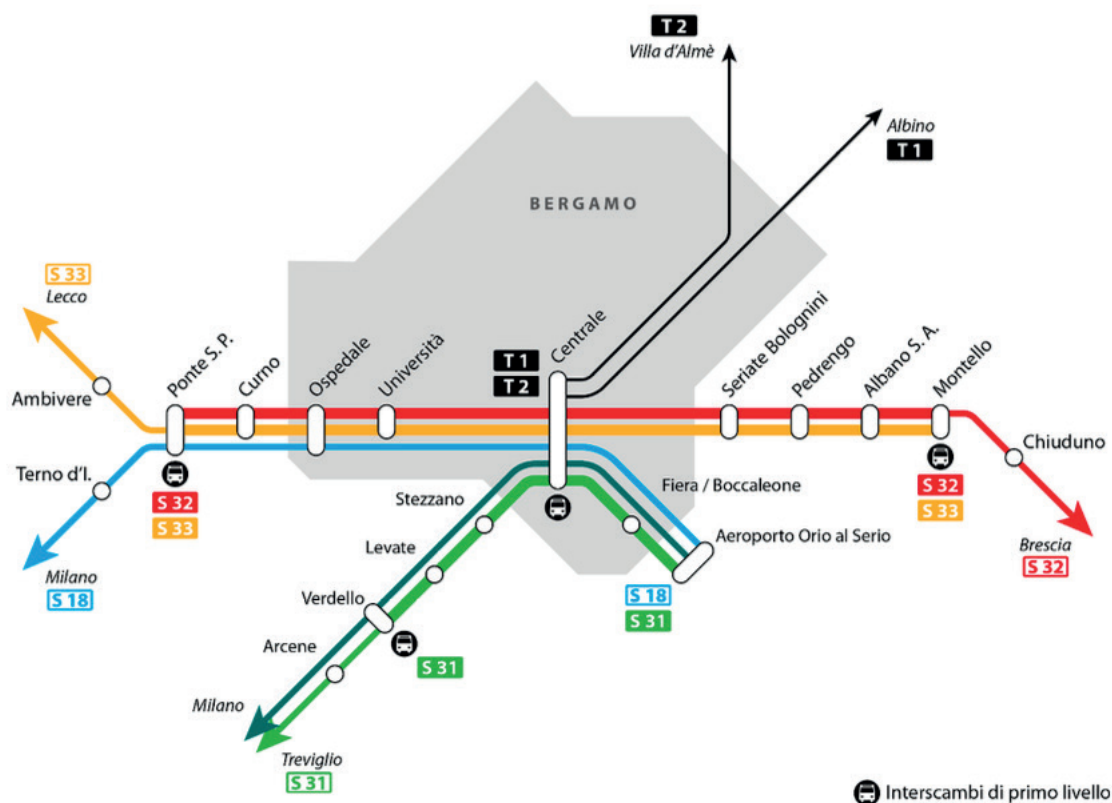 T 2
Villa d'Almè
Albino
T 1
BERGAMO
S 33
Lecco
Ambivere
Ponte S. P.
Curno
Ospedale
Università
T 1
T 2
Centrale
Seriate Bolognini
Pedrengo
Albano S. A.
Montello
Chiuduno
Terno d'I.
S 32
S 33
Milano
S 18
Stezzano
Levate
Verdello
Arcene
Fiera / Boccaleone
Aeroporto Orio al Serio
S 18
S 31
S 32
S 33
Brescia
S 32
S 31
Milano
Treviglio
S 31
Interscambi di primo livello